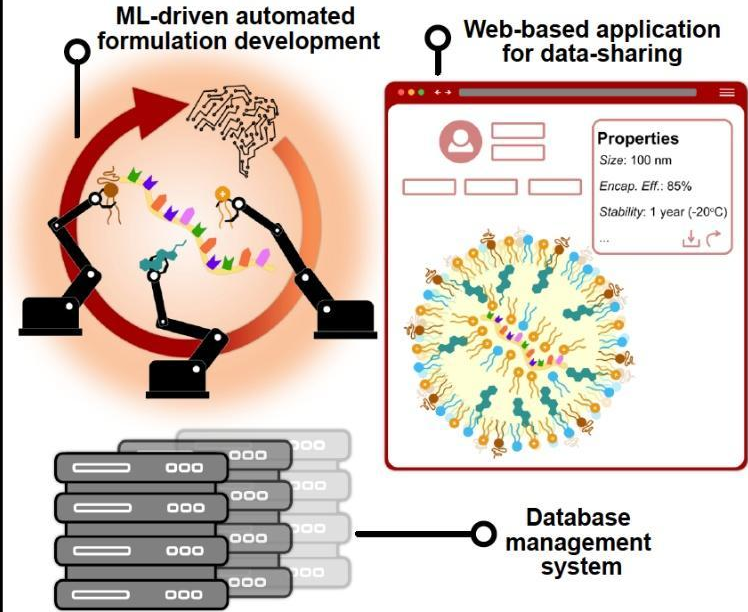 ML-driven automated
formulation development
Web-based application
for data-sharing
Properties
Size: 100 nm
Encap. Eff.: 85%
Stability: 1 year (-20°C)
...
Database
management
system